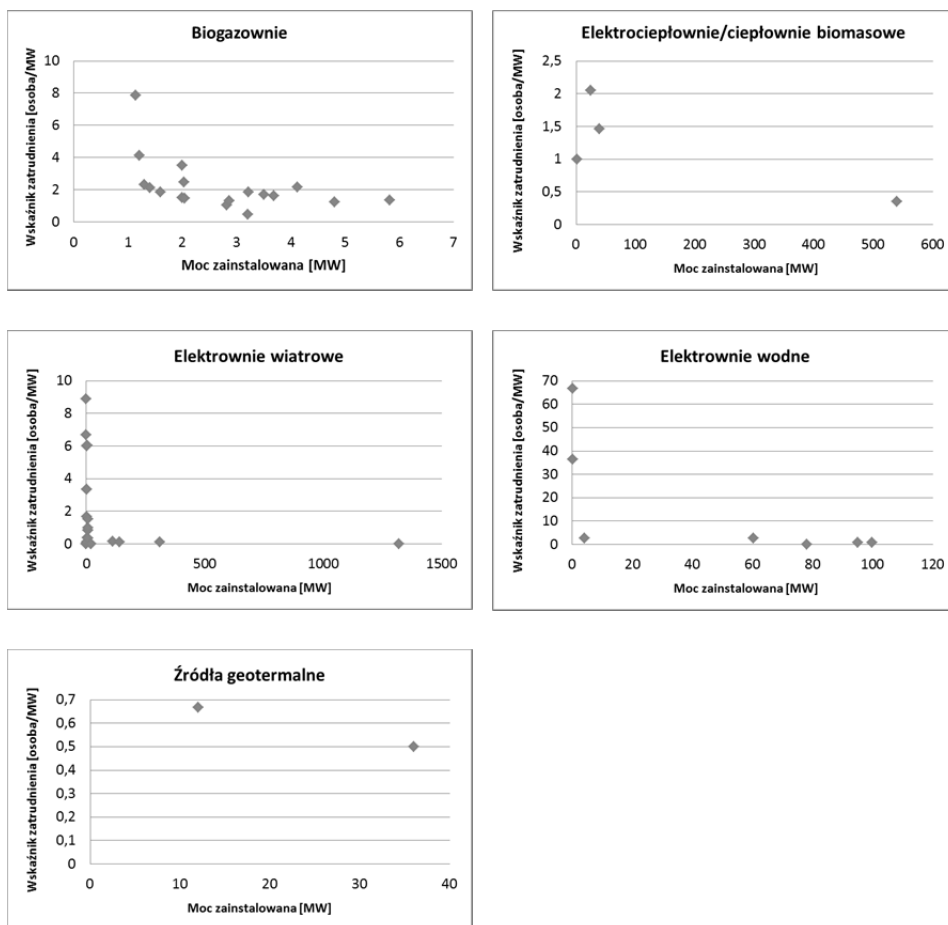 Biogazownie
Wskaźnik zatrudnienia [osoba/MW
10
8
6
4
2
0
0 1 2 3 4 5 6 7
Moc zainstalowana [MW]
Elektrociepłownie/ciepłownie biomasowe
Wskaźnik zatrudnienia [osoba/MW]
2,5
2
1,5
1
0,5
0
0 100 200 300 400 500 600
Moc zainstalowana [MW]
Elektrownie wiatrowe
Wskaźnik zatrudnienia [osoba/MW]
10
8
6
4
2
0
0 500 1000 1500
Moc zainstalowana [MW]
Elektrownie wodne
Wskaźnik zatrudnienia [osoba/MW]
70
60
50
40
30
20
10
0
0 20 40 60 80 100 120
Moc zainstalowana [MW]
Źródła geotermalne
Wskaźnik zatrudnienia [osoba/MW]
0,7
0,6
0,5
0,4
0,3
0,2
0,1
0
0 10 20 30 40
Moc zainstalowana [MW]